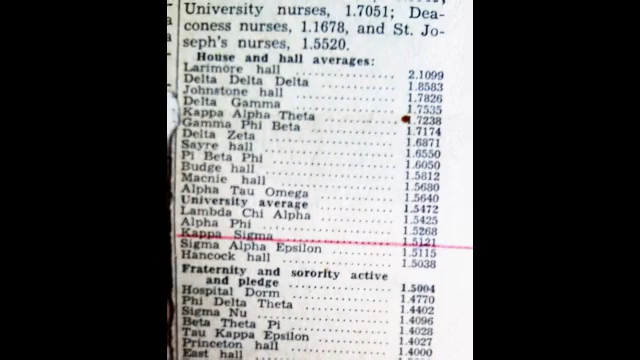 University nurses, 1.7051; Dea-
coness nurses, 1.1678, and St. Jo-
seph's nurses, 1.5520.
House and hall averages:
Larimore hall 2.1099
Delta Delta Delta 1.8583
Johnstone hall 1.7826
Delta Gamma 1.7535
Kappa Alpha Theta .7238
Gamma Phi Beta 1.7174
Delta Zeta 1.6871
Sayre hall 1.6550
Pi Beta Phi 1.6050
Budge hall 1.5812
Macnie hall 1.5680
Alpha Tau Omega 1.5640
University average 1.5472
Lambda Chi Alpha 1.5425
Alpha Phi 1.5268
Kappa Sigma 1.5121
Sigma Alpha Epsilon 1.5115
Hancock hall 1.5038
Fraternity and sorority active
and pledge 1.5004
Hospital Dorm 1.4770
Phi Delta Theta 1.4402
Sigma Nu 1.4096
Beta Theta Pi 1.4028
Tau Kappa Epsilon 1.4027
Princeton hall 1.4000
East hall